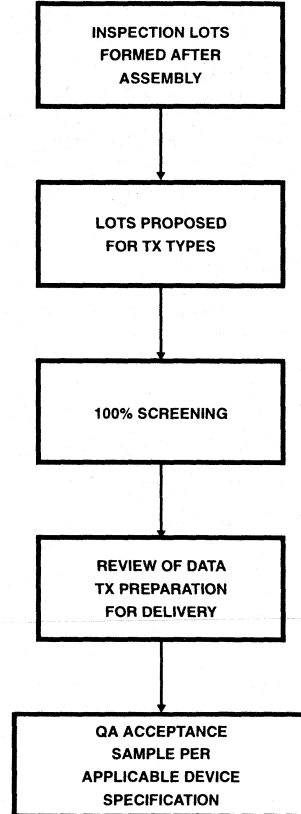 INSPECTION LOTS
FORMED AFTER
ASSEMBLY
LOTS PROPOSED
FOR TX TYPES
100% SCREENING
REVIEW OF DATA
TX PREPARATION
FOR DELIVERY
QA ACCEPTANCE
SAMPLE PER
APPLICABLE DEVICE
SPECIFICATION